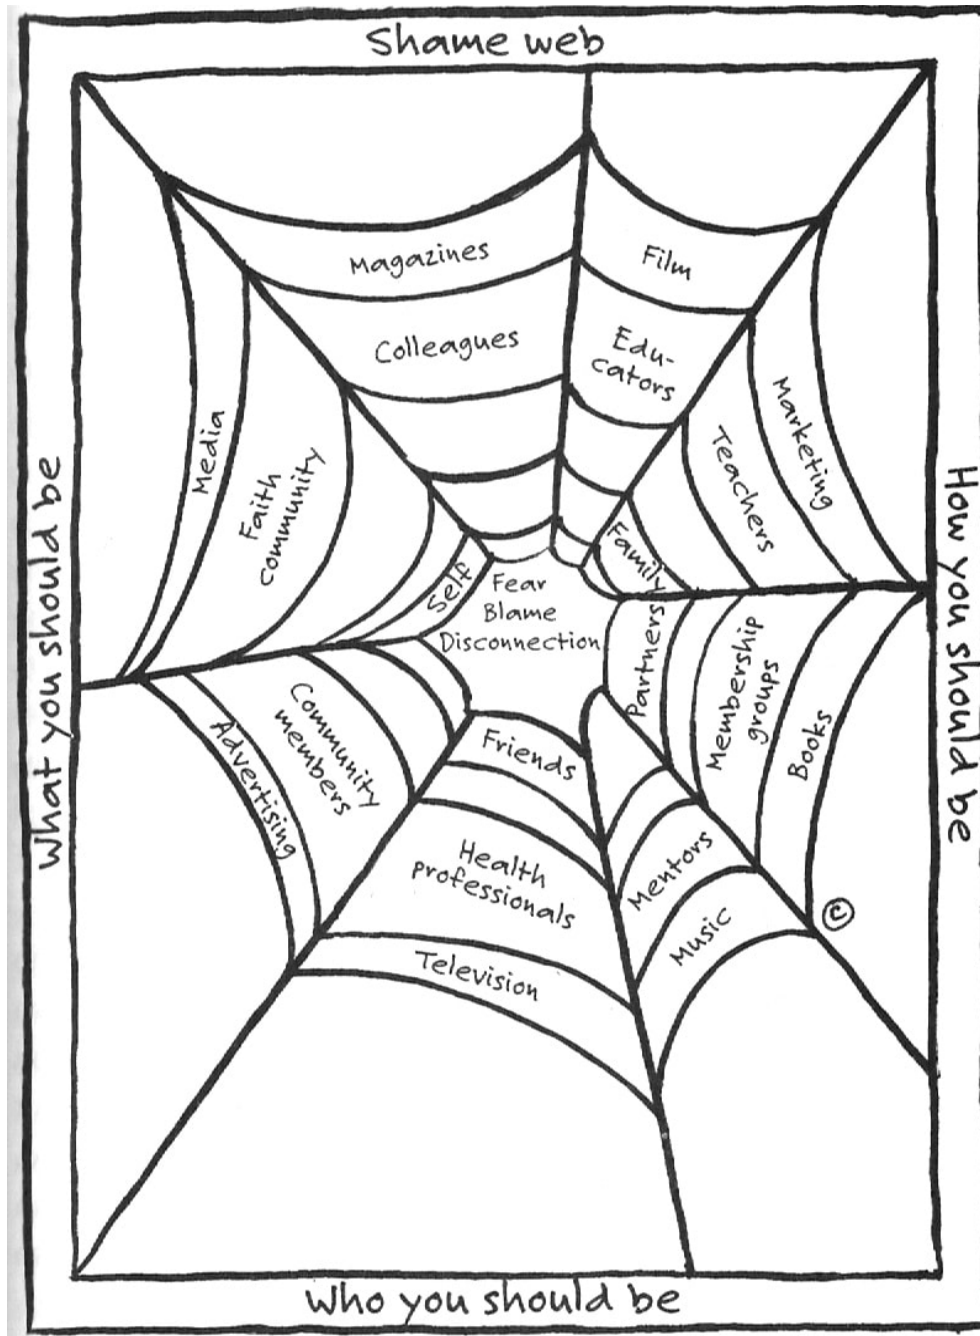 Shame web
Magazines
Film
Colleagues
Edu-
cators
Media
Faith
community
Teachers
Marketing
Family
Self
Fear
Blame
Disconnection
Partners
Membership
groups
Books
Friends
Community
members
Advertising
Health
professionals
Mentors
Music
Television
©
What you should be
How you should be
Who you should be